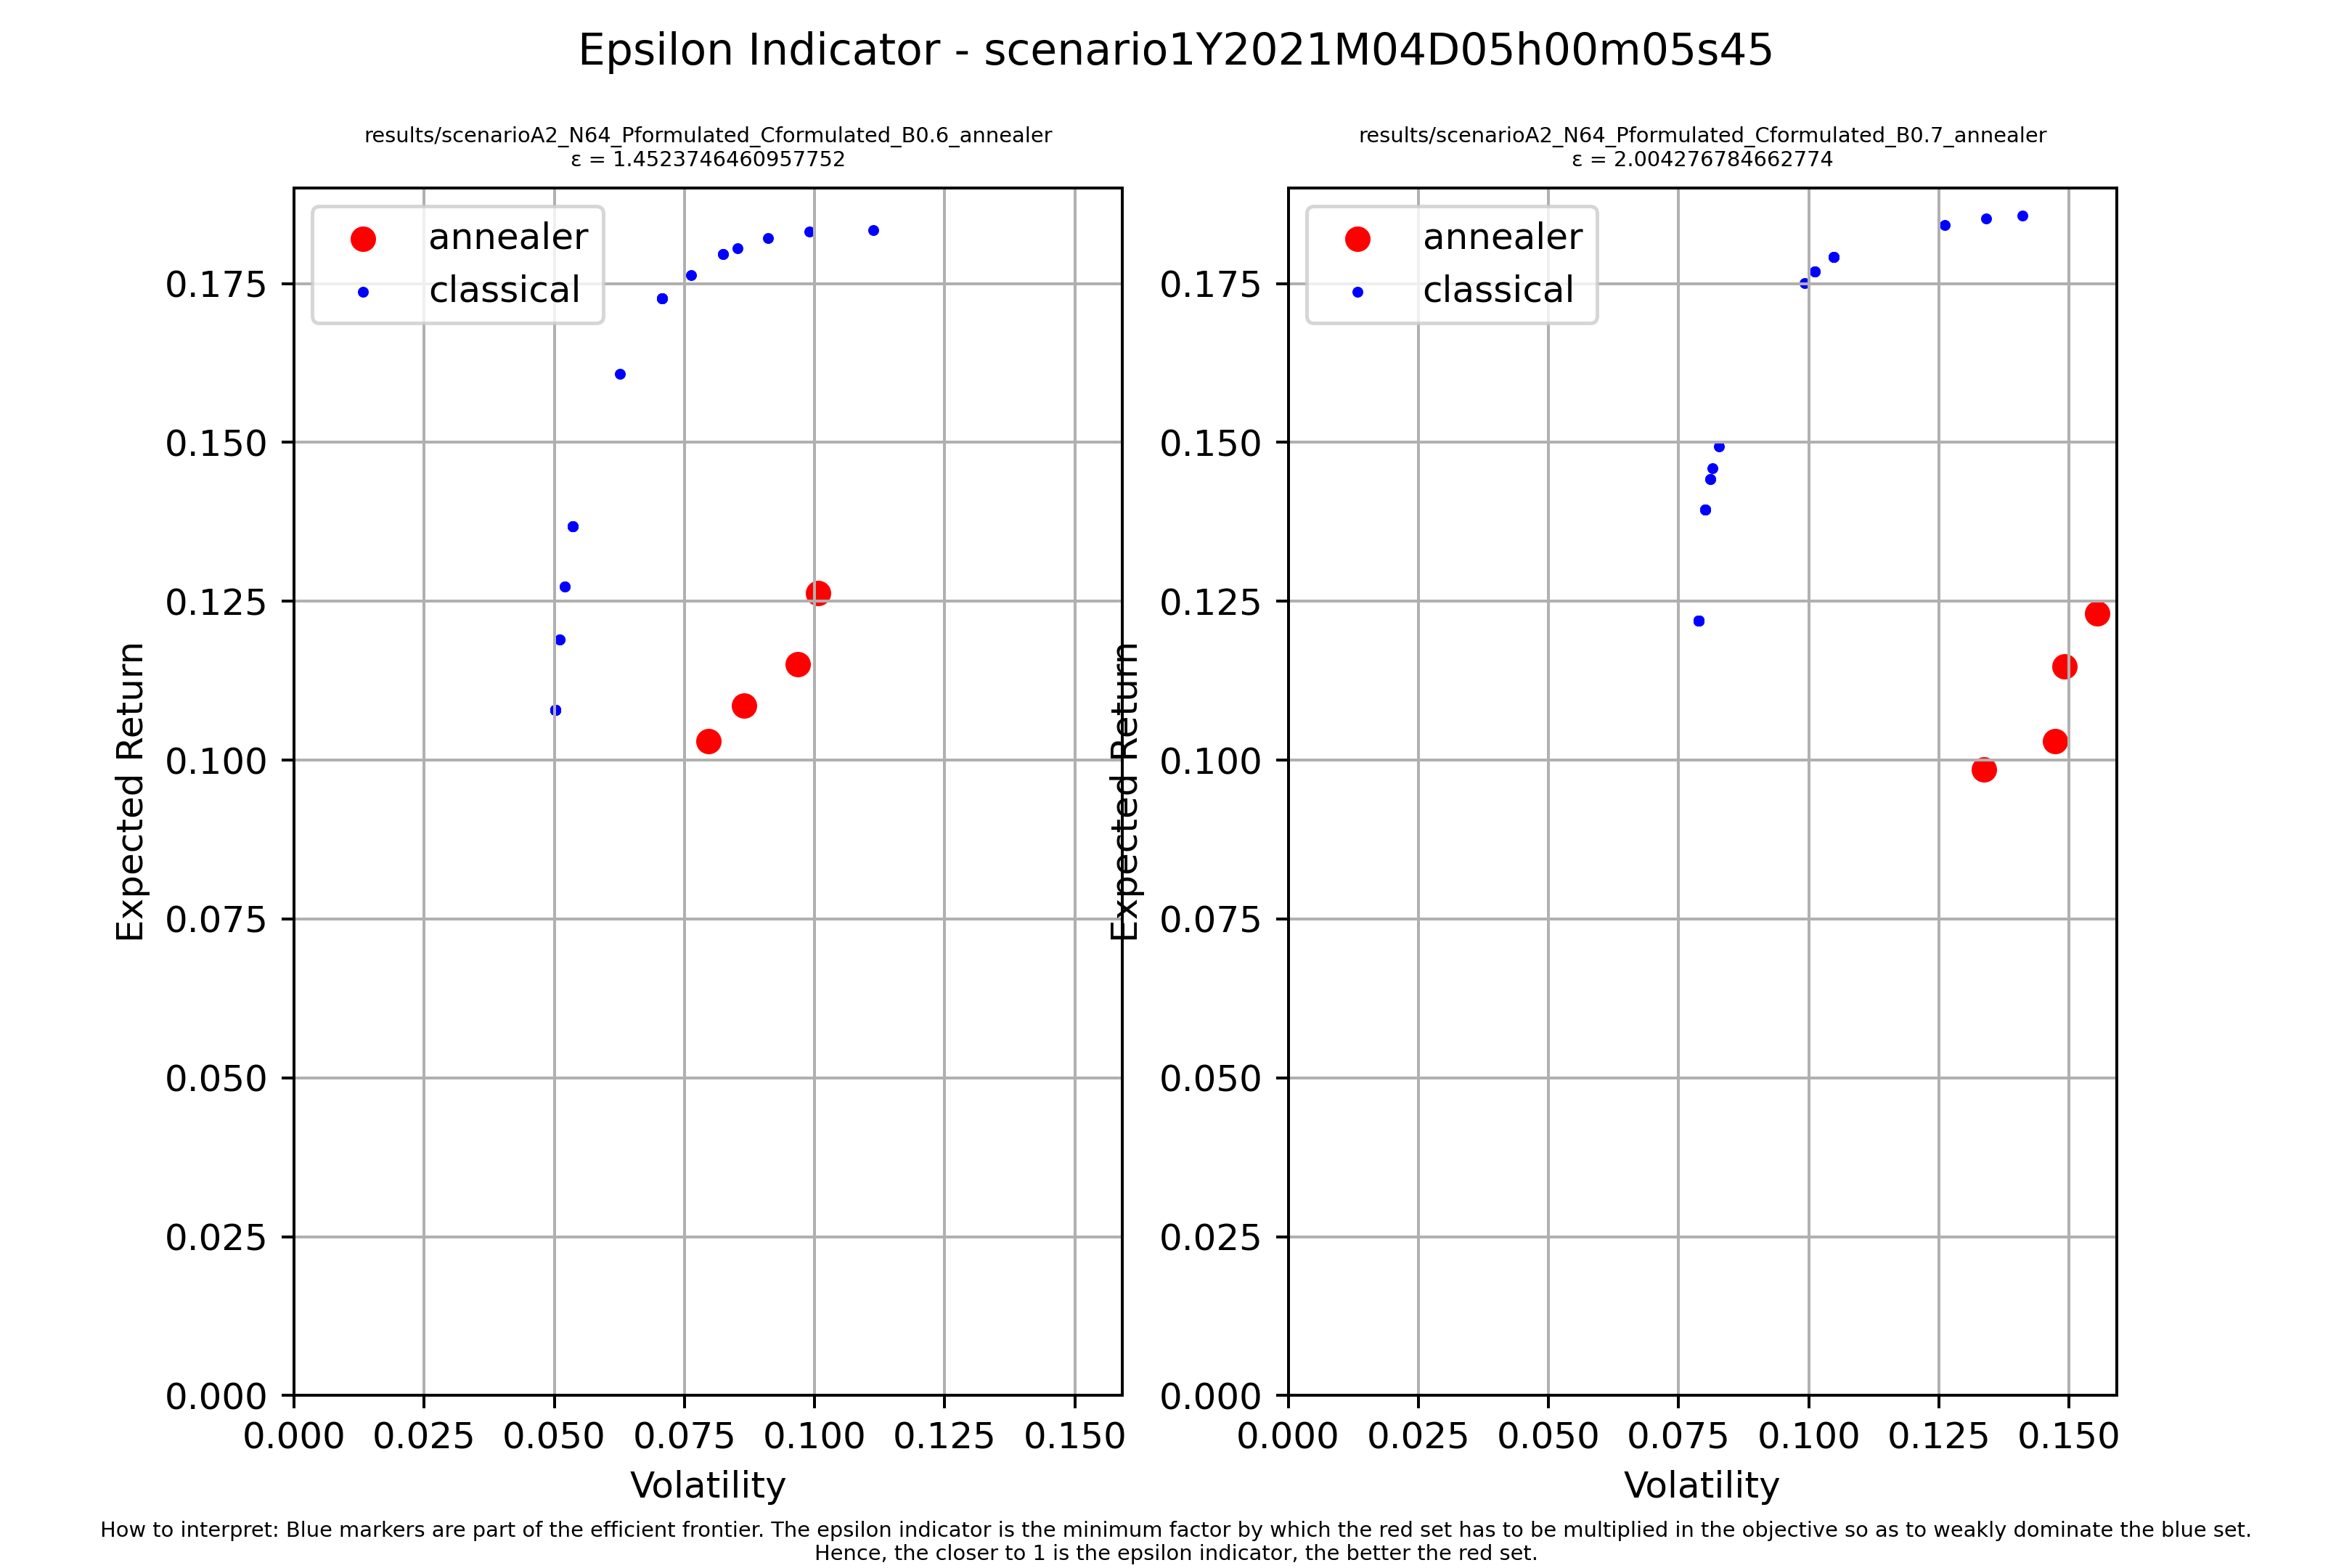 Epsilon Indicator - scenario1Y2021M04D05h00m05s45
results/scenarioA2_N64_Pformulated_Cformulated_B0.6_annealer
ε = 1.4523746460957752
annealer
classical
0.175
0.150
0.125
0.100
0.075
0.050
0.025
0.000
Expected Return
0.000 0.025 0.050 0.075 0.100 0.125 0.150
Volatility
results/scenarioA2_N64_Pformulated_Cformulated_B0.7_annealer
ε = 2.004276784662774
annealer
classical
0.175
0.150
0.125
0.100
0.075
0.050
0.025
0.000
Expected Return
0.000 0.025 0.050 0.075 0.100 0.125 0.150
Volatility
How to interpret: Blue markers are part of the efficient frontier. The epsilon indicator is the minimum factor by which the red set has to be multiplied in the objective so as to weakly dominate the blue set.
Hence, the closer to 1 is the epsilon indicator, the better the red set.